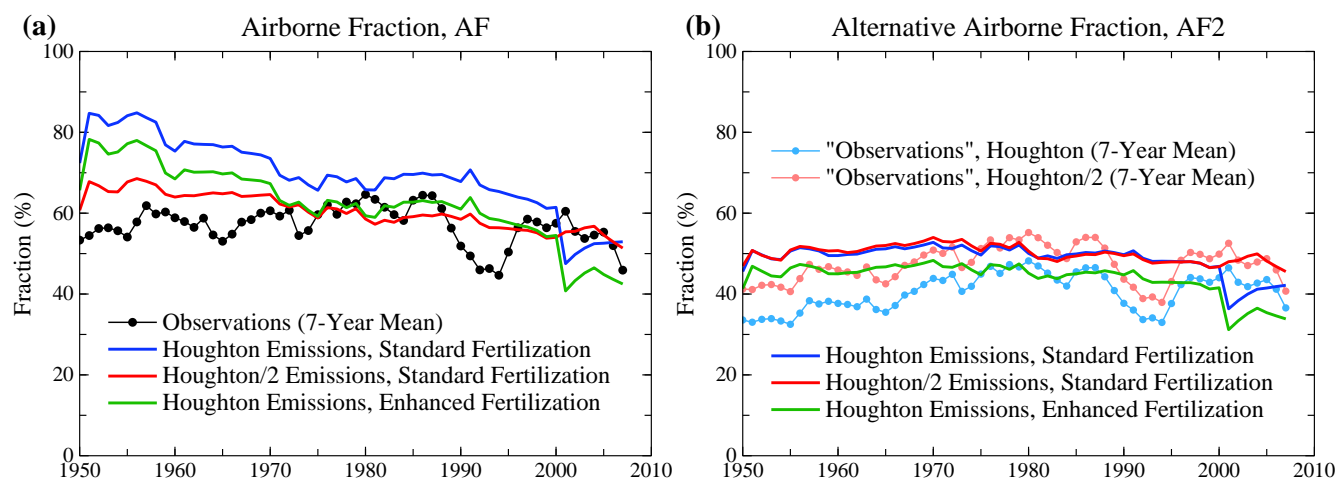 (a) Airborne Fraction, AF
Fraction (%)
100
80
60
40
20
0
Observations (7-Year Mean)
Houghton Emissions, Standard Fertilization
Houghton/2 Emissions, Standard Fertilization
Houghton Emissions, Enhanced Fertilization
1950 1960 1970 1980 1990 2000 2010
(b) Alternative Airborne Fraction, AF2
Fraction (%)
100
80
60
40
20
0
"Observations", Houghton (7-Year Mean)
"Observations", Houghton/2 (7-Year Mean)
Houghton Emissions, Standard Fertilization
Houghton/2 Emissions, Standard Fertilization
Houghton Emissions, Enhanced Fertilization
1950 1960 1970 1980 1990 2000 2010